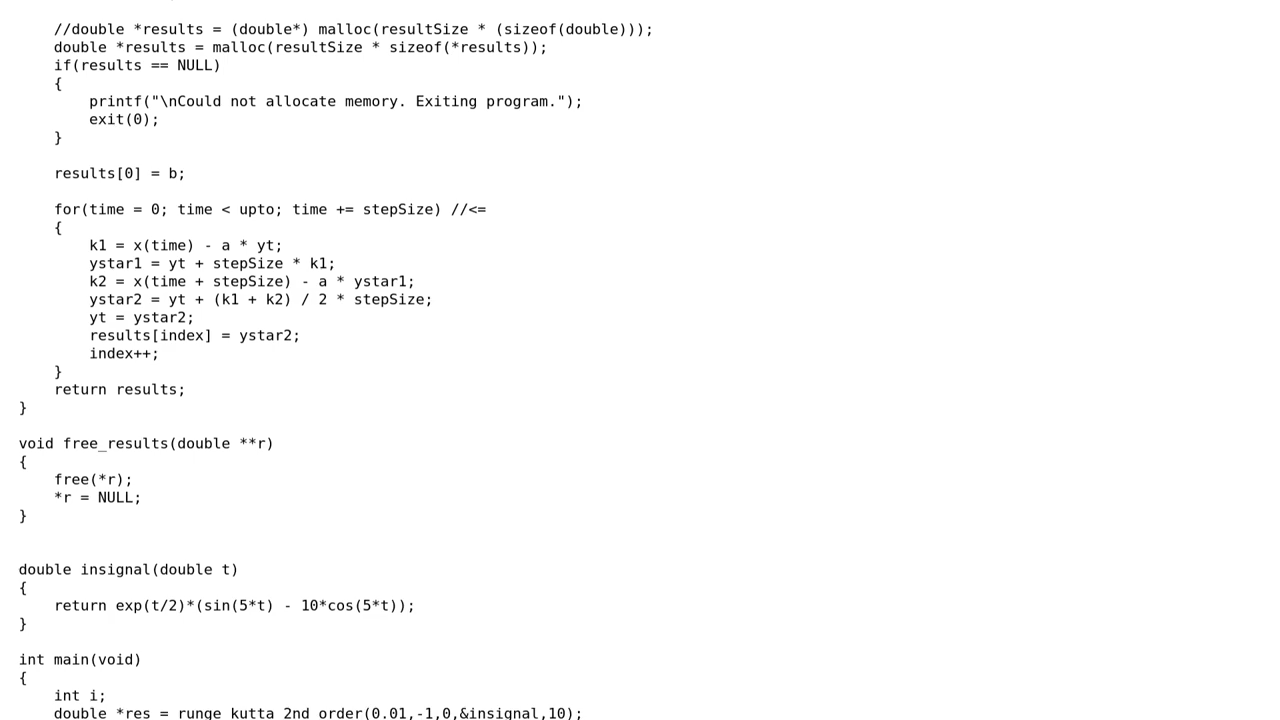 //double *results = (double*) malloc(resultSize * (sizeof(double)));
double *results = malloc(resultSize * sizeof(*results));
if(results == NULL)
{
printf("\nCould not allocate memory. Exiting program.");
exit(0);
}
results[0] = b;
for(time = 0; time < upto; time += stepSize) //<=
{
k1 = x(time) - a * yt;
ystar1 = yt + stepSize * k1;
k2 = x(time + stepSize) - a * ystar1;
ystar2 = yt + (k1 + k2) / 2 * stepSize;
yt = ystar2;
results[index] = ystar2;
index++;
}
return results;
}
void free_results(double **r)
{
free(*r);
*r = NULL;
}
double insignal(double t)
{
return exp(t/2)*(sin(5*t) - 10*cos(5*t));
}
int main(void)
{
int i;
double *res = runge_kutta_2nd_order(0.01,-1,0,&insignal,10);